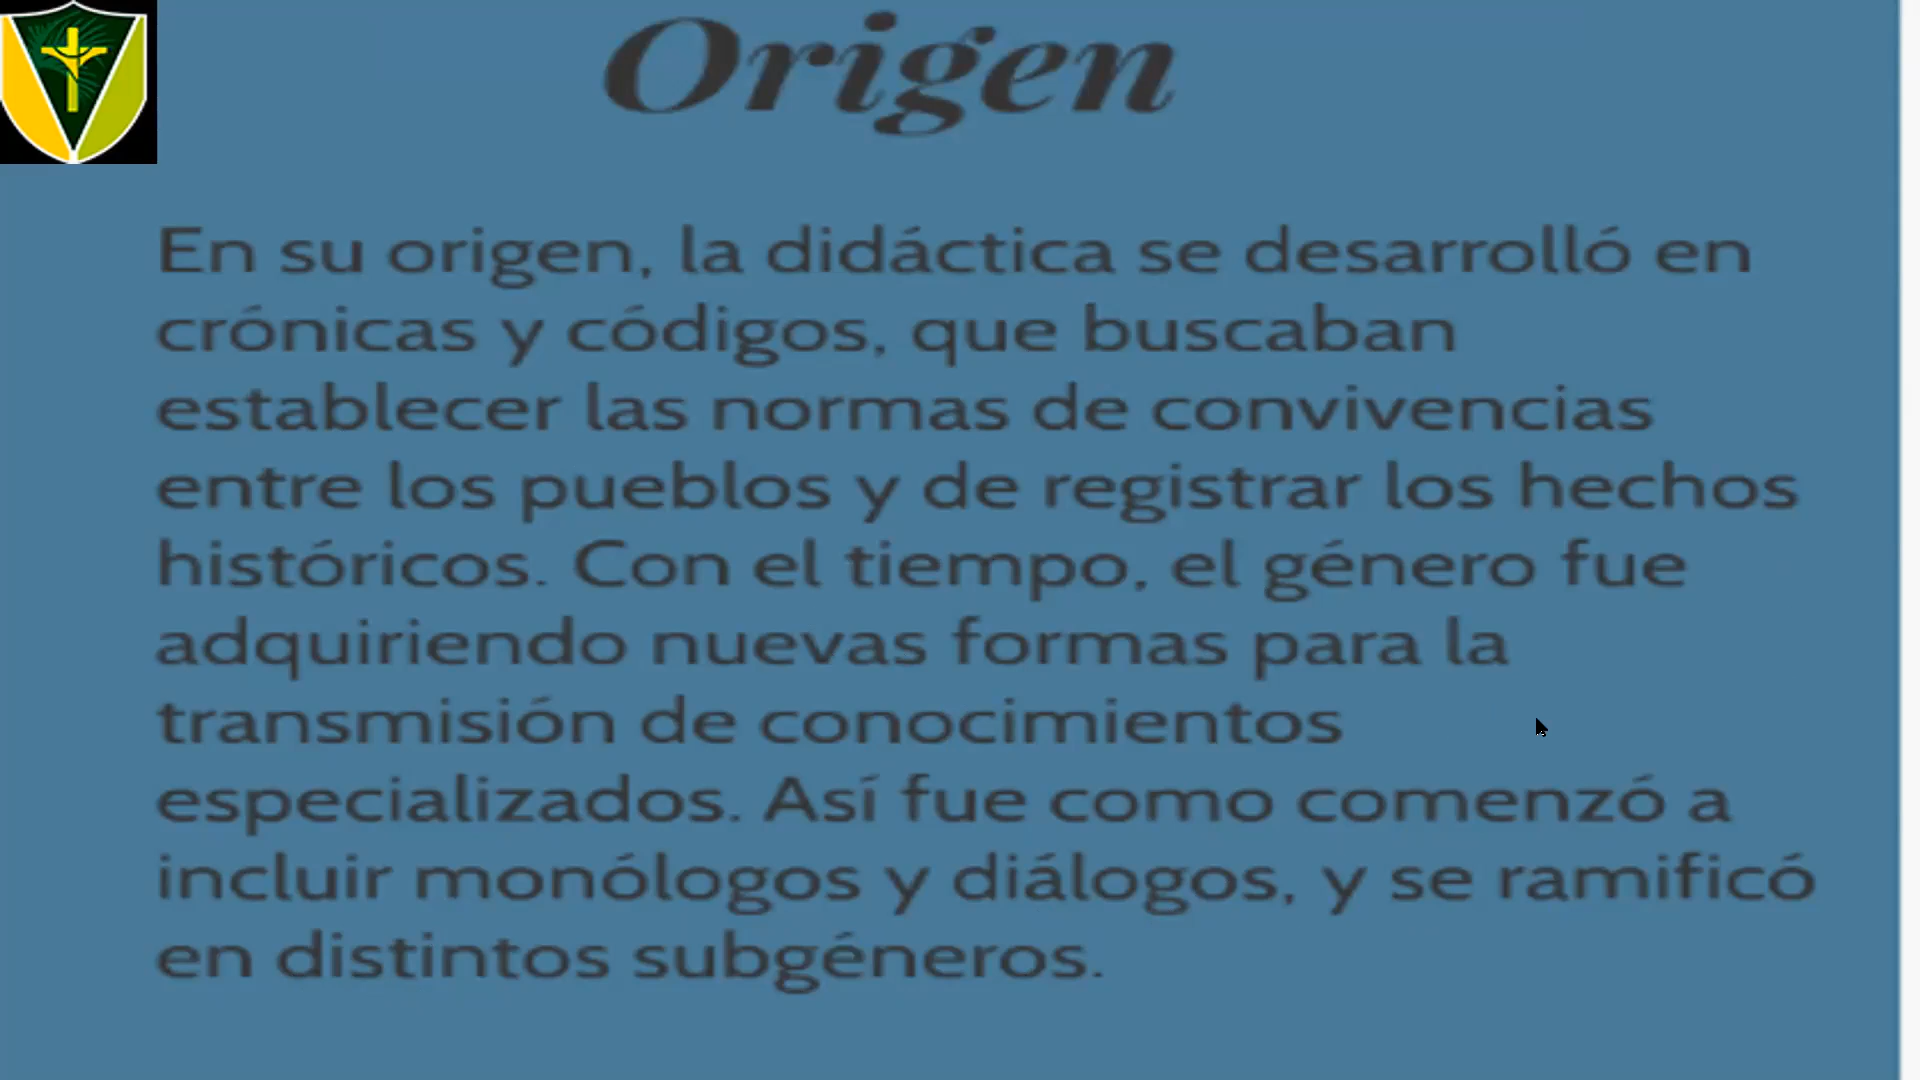 Origen
En su origen, la didáctica se desarrolló en
crónicas y códigos, que buscaban
establecer las normas de convivencias
entre los pueblos y de registrar los hechos
históricos. Con el tiempo, el género fue
adquiriendo nuevas formas para la
transmisión de conocimientos
especializados. Así fue como comenzó a
incluir monólogos y diálogos, y se ramificó
en distintos subgéneros.